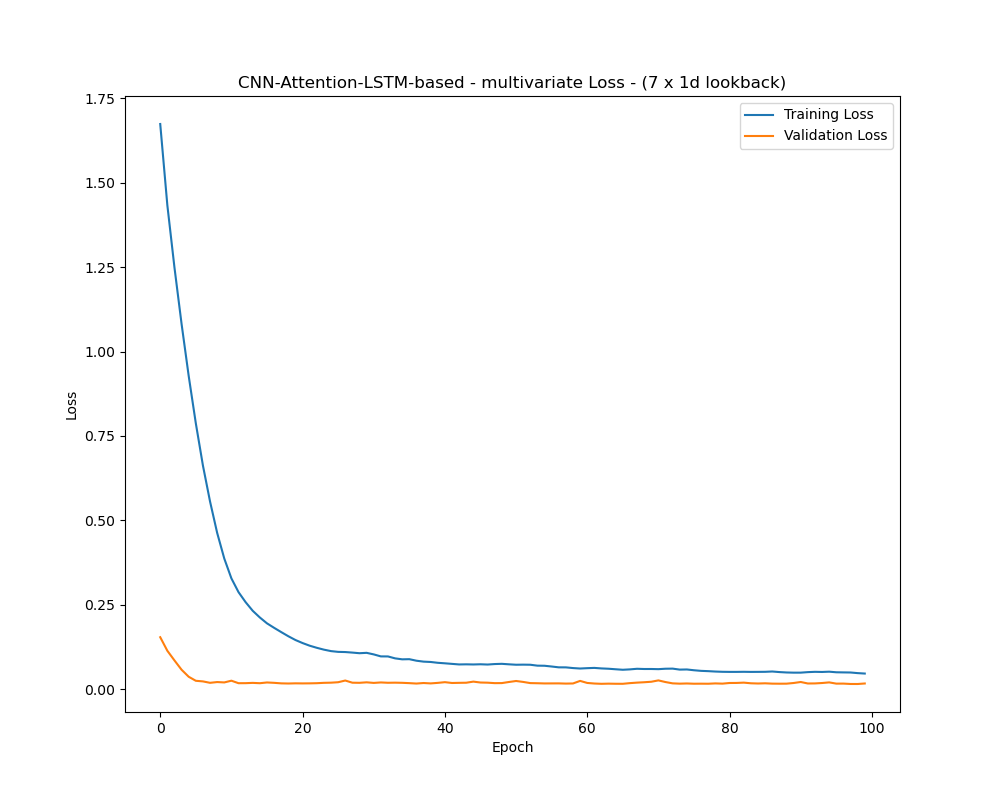 CNN-Attention-LSTM-based - multivariate Loss - (7 x 1d lookback)
Training Loss
Validation Loss
Loss
1.75
1.50
1.25
1.00
0.75
0.50
0.25
0.00
0 20 40 60 80 100
Epoch